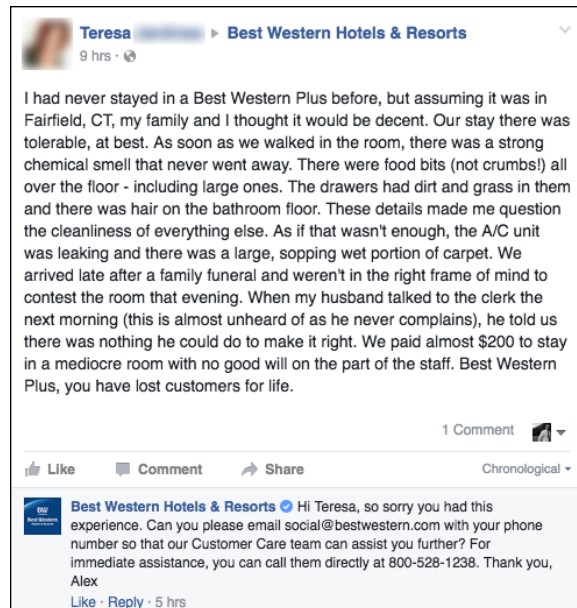 Teresa ▸ Best Western Hotels & Resorts
9 hrs ·
I had never stayed in a Best Western Plus before, but assuming it was in
Fairfield, CT, my family and I thought it would be decent. Our stay there was
tolerable, at best. As soon as we walked in the room, there was a strong
chemical smell that never went away. There were food bits (not crumbs!) all
over the floor - including large ones. The drawers had dirt and grass in them
and there was hair on the bathroom floor. These details made me question
the cleanliness of everything else. As if that wasn't enough, the A/C unit
was leaking and there was a large, sopping wet portion of carpet. We
arrived late after a family funeral and weren't in the right frame of mind to
contest the room that evening. When my husband talked to the clerk the
next morning (this is almost unheard of as he never complains), he told us
there was nothing he could do to make it right. We paid almost $200 to stay
in a mediocre room with no good will on the part of the staff. Best Western
Plus, you have lost customers for life.
1 Comment
Like Comment Share Chronological
BW
Best Western
Best Western Hotels & Resorts Hi Teresa, so sorry you had this
experience. Can you please email social@bestwestern.com with your phone
number so that our Customer Care team can assist you further? For
immediate assistance, you can call them directly at 800-528-1238. Thank you,
Alex
Like · Reply · 5 hrs